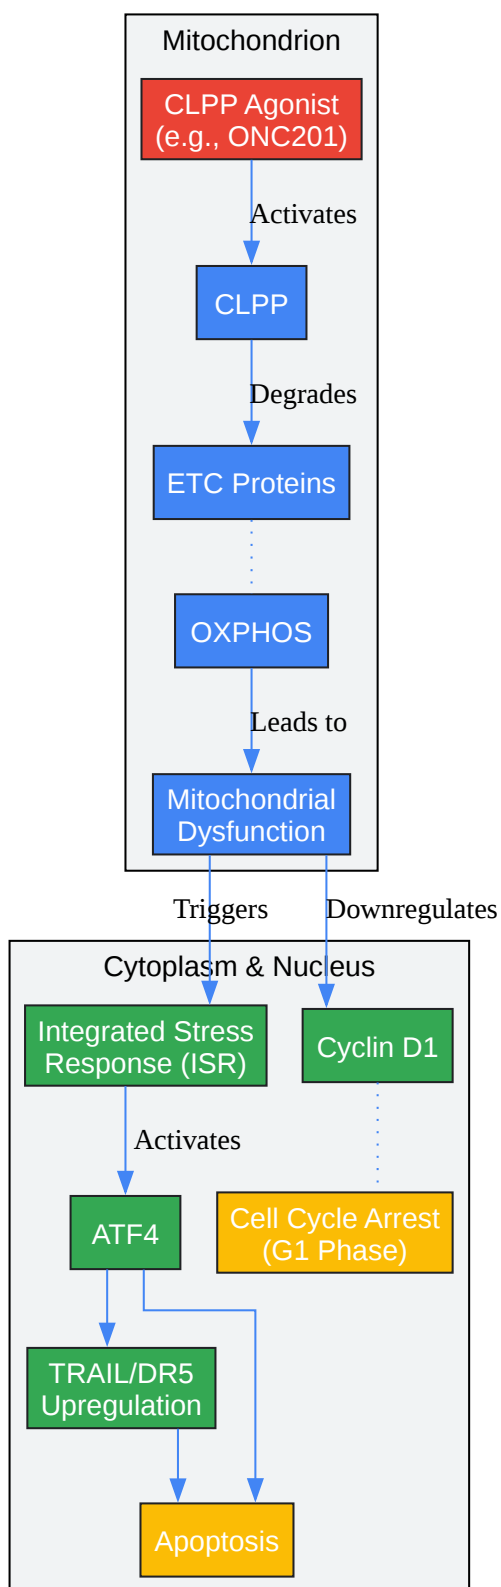 Mitochondrion
CLPP Agonist
(e.g., ONC201)
Activates
CLPP
Degrades
ETC Proteins
OXPHOS
Leads to
Mitochondrial
Dysfunction
Triggers
Downregulates
Cytoplasm & Nucleus
Integrated Stress
Response (ISR)
Cyclin D1
Activates
ATF4
Cell Cycle Arrest
(G1 Phase)
TRAIL/DR5
Upregulation
Apoptosis